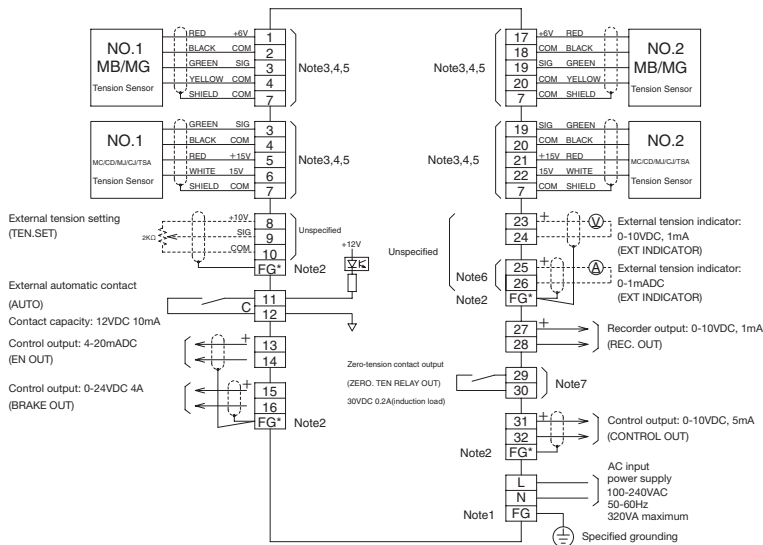 NO.1
MB/MG
Tension Sensor
RED +6V 1
BLACK COM 2
GREEN SIG 3
YELLOW COM 4
SHIELD COM 7
Note3,4,5
NO.1
MC/CD/MJ/CJ/TSA
Tension Sensor
GREEN SIG 3
BLACK COM 4
RED +15V 5
WHITE 15V 6
SHIELD COM 7
Note3,4,5
External tension setting
(TEN.SET)
2KΩ
+10V 8
SIG 9
COM 10
FG* Note2
Unspecified
+12V
External automatic contact
(AUTO)
Contact capacity: 12VDC 10mA
C
11
12
Control output: 4-20mADC
(EN OUT)
+ 13
14
Control output: 0-24VDC 4A
(BRAKE OUT)
+ 15
16
FG* Note2
Note3,4,5
17 +6V RED
18 COM BLACK
19 SIG GREEN
20 COM YELLOW
7 COM SHIELD
NO.2
MB/MG
Tension Sensor
Note3,4,5
19 SIG GREEN
20 COM BLACK
21 +15V RED
22 15V WHITE
7 COM SHIELD
NO.2
MC/CD/MJ/CJ/TSA
Tension Sensor
Unspecified
23 + V
24
External tension indicator:
0-10VDC, 1mA
(EXT INDICATOR)
Note6
25 + A
26
Note2 FG*
External tension indicator:
0-1mADC
(EXT INDICATOR)
27 +
28
Recorder output: 0-10VDC, 1mA
(REC. OUT)
Zero-tension contact output
(ZERO. TEN RELAY OUT)
30VDC 0.2A(induction load)
29
30
Note7
31 +
32
Note2 FG*
Control output: 0-10VDC, 5mA
(CONTROL OUT)
L
N
Note1 FG
AC input
power supply
100-240VAC
50-60Hz
320VA maximum
Specified grounding